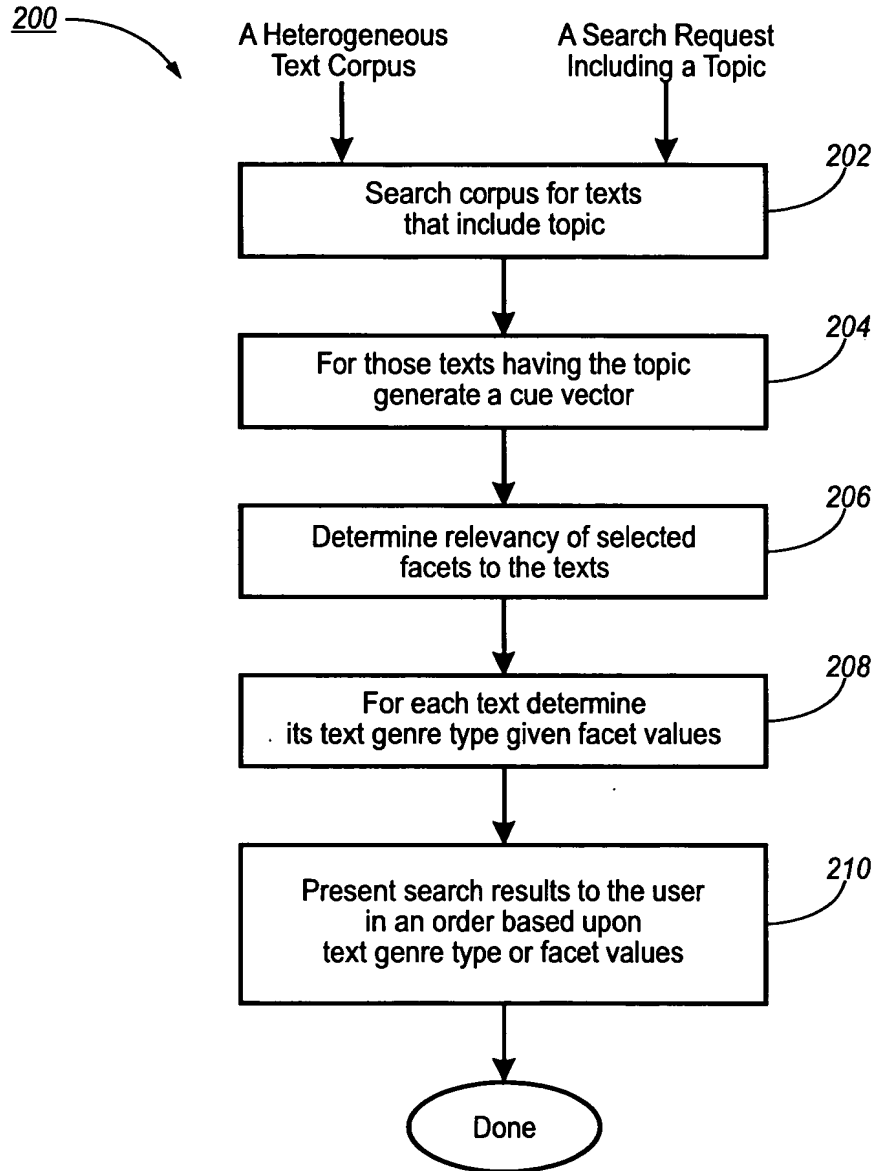 200
A Heterogeneous
Text Corpus
A Search Request
Including a Topic
202
Search corpus for texts
that include topic
204
For those texts having the topic
generate a cue vector
206
Determine relevancy of selected
facets to the texts
208
For each text determine
its text genre type given facet values
210
Present search results to the user
in an order based upon
text genre type or facet values
Done